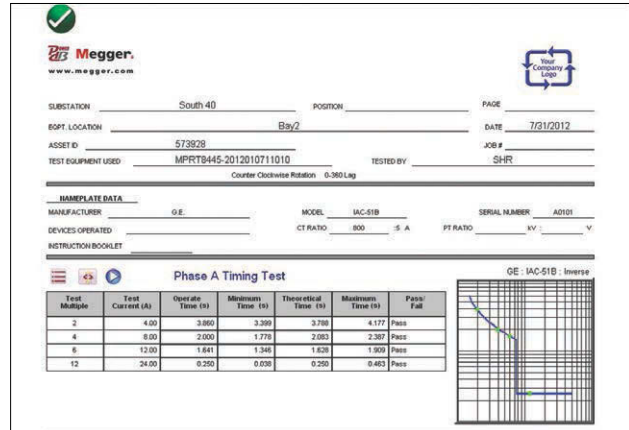 PowerDB Megger.
www.megger.com
Your Company Logo
SUBSTATION South 40 POSITION PAGE
EQPT. LOCATION Bay2 DATE 7/31/2012
ASSET ID 573928 JOB #
TEST EQUIPMENT USED MPRT8445-2012010711010 TESTED BY SHR
Counter Clockwise Rotation 0-360 Lag
NAMEPLATE DATA
MANUFACTURER G.E. MODEL IAC-51B SERIAL NUMBER A0101
DEVICES OPERATED CT RATIO 800 :5 A PT RATIO kV : V
INSTRUCTION BOOKLET
Phase A Timing Test
GE : IAC-51B : Inverse
Test Multiple Test Current (A) Operate Time (s) Minimum Time (s) Theoretical Time (s) Maximum Time (s) Pass/ Fail
2 4.00 3.860 3.399 3.788 4.177 Pass
4 8.00 2.000 1.778 2.083 2.387 Pass
6 12.00 1.641 1.346 1.628 1.909 Pass
12 24.00 0.250 0.038 0.250 0.463 Pass